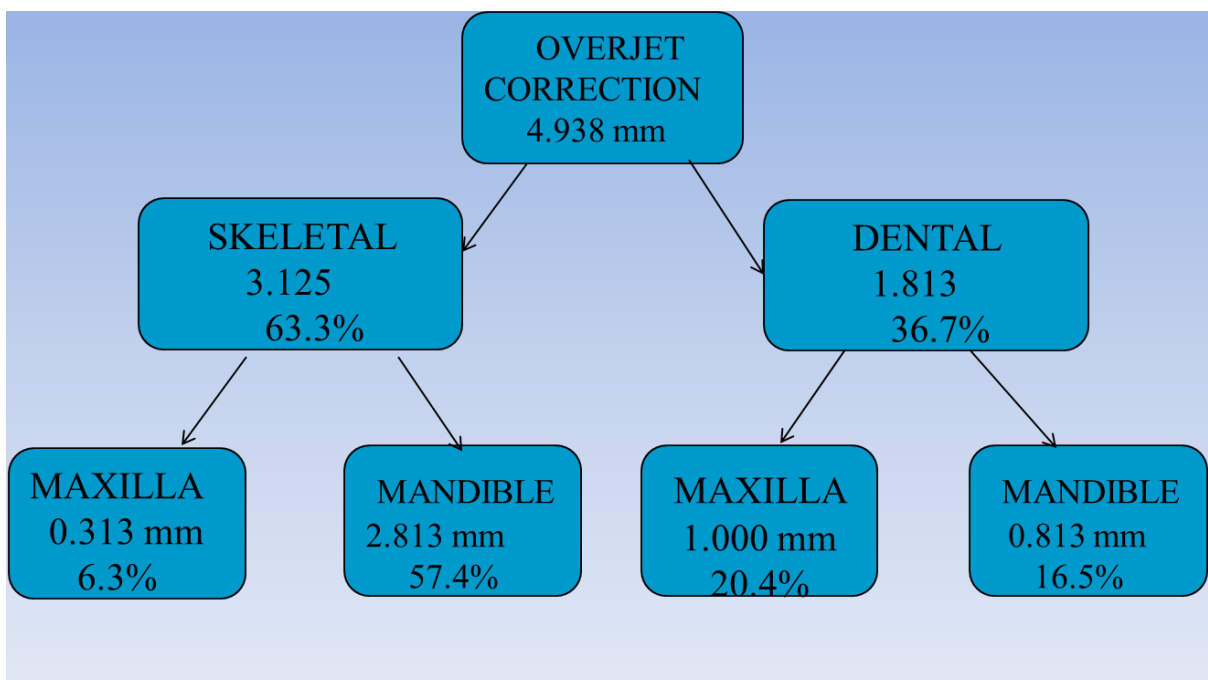 OVERJET
CORRECTION
4.938 mm
SKELETAL
3.125
63.3%
DENTAL
1.813
36.7%
MAXILLA
0.313 mm
6.3%
MANDIBLE
2.813 mm
57.4%
MAXILLA
1.000 mm
20.4%
MANDIBLE
0.813 mm
16.5%